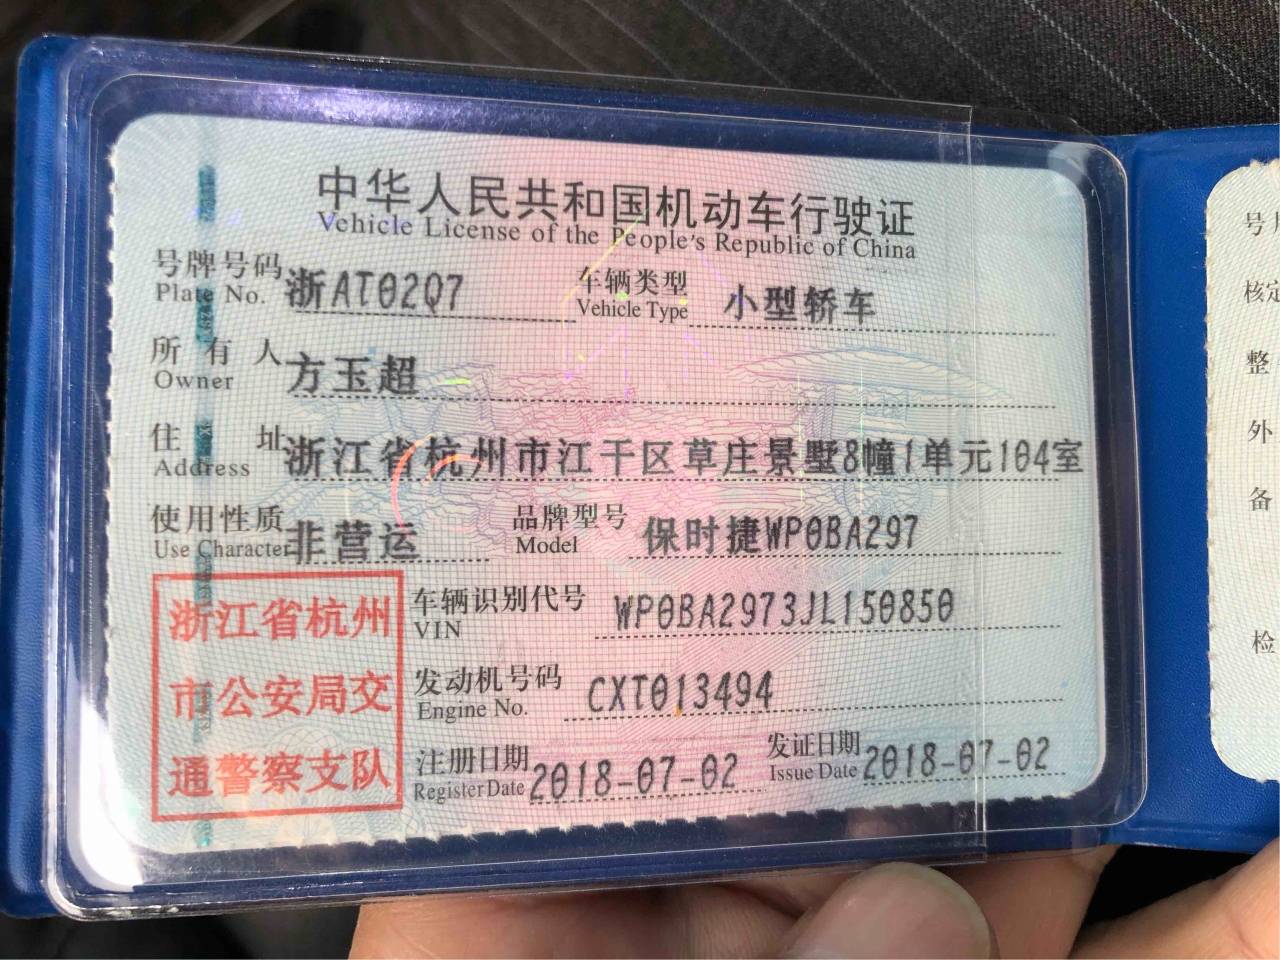 中华人民共和国机动车行驶证
Vehicle License of the People's Republic of China
号牌号码 浙AT02Q7 车辆类型 小型轿车
Plate No. Vehicle Type
所有人 方玉超
Owner
住址 浙江省杭州市江干区草庄景墅8幢1单元104室
Address
使用性质 非营运 品牌型号 保时捷WP0BA297
Use Character Model
浙江省杭州
市公安局交
通警察支队
车辆识别代号 WP0BA2973JL150850
VIN
发动机号码 CXT013494
Engine No.
注册日期 2018-07-02 发证日期 2018-07-02
Register Date Issue Date
号
核定
整
外
备
检